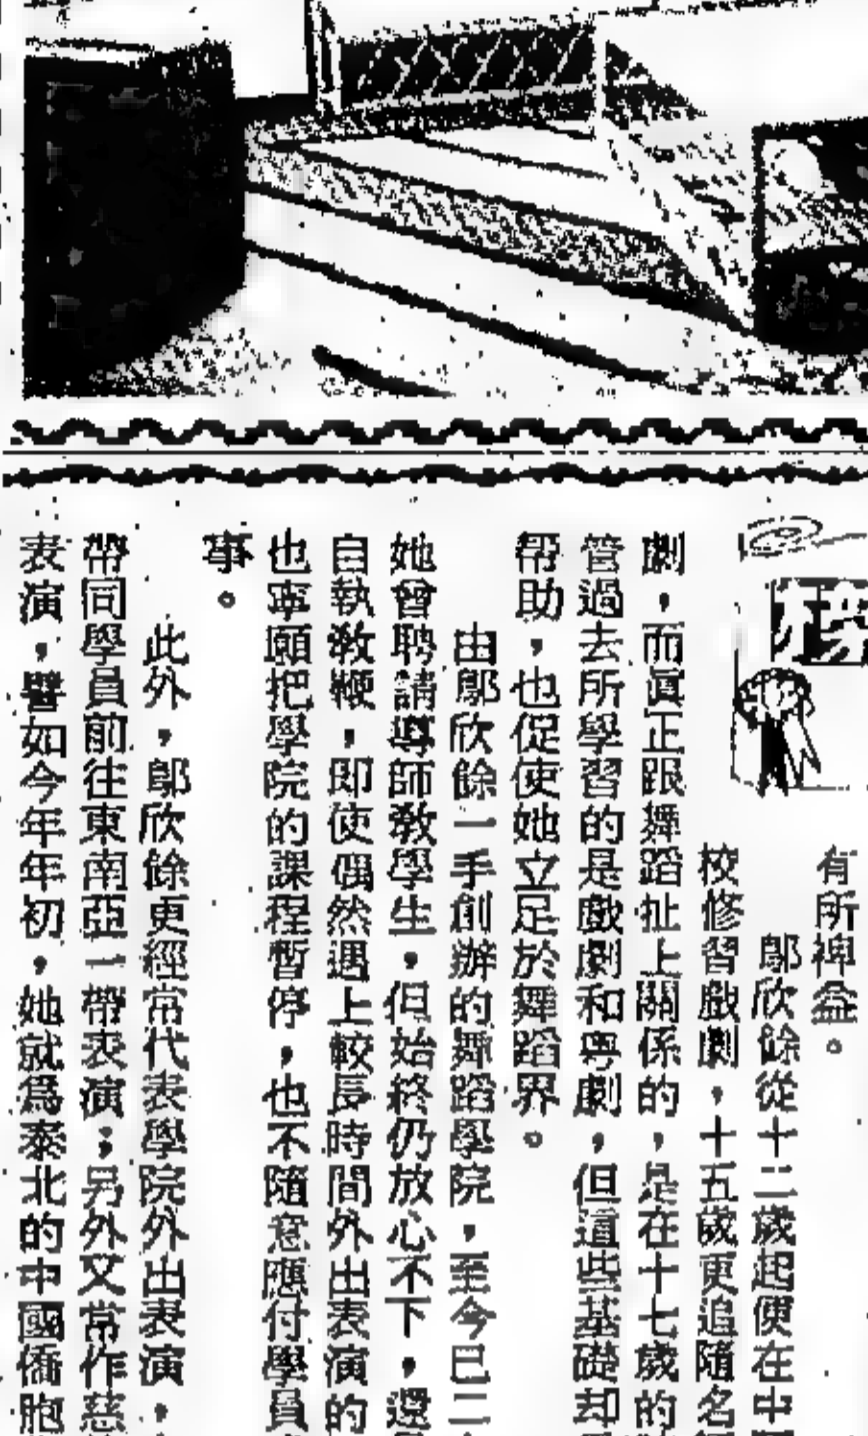 有所裨益。
鄔欣餘從十二歲起便在中
校修習戲劇，十五歲更追隨名
劇，而眞正跟舞蹈扯上關係的，是在十七歲的
管過去所學習的是戲劇和粵劇，但這些基礎却
帮助，也促使她立足於舞蹈界。
由鄔欣餘一手創辦的舞蹈學院，至今已二
她曾聘請導師敎學生，但始終仍放心不下，還
自執敎鞭，即使偶然遇上較長時間外出表演的
也寧願把學院的課程暫停，也不隨意應付學員
事。
此外，鄔欣餘更經常代表學院外出表演，
帶同學員前往東南亞一帶表演；另外又常作慈
表演，譬如今年年初，她就爲泰北的中國僑胞